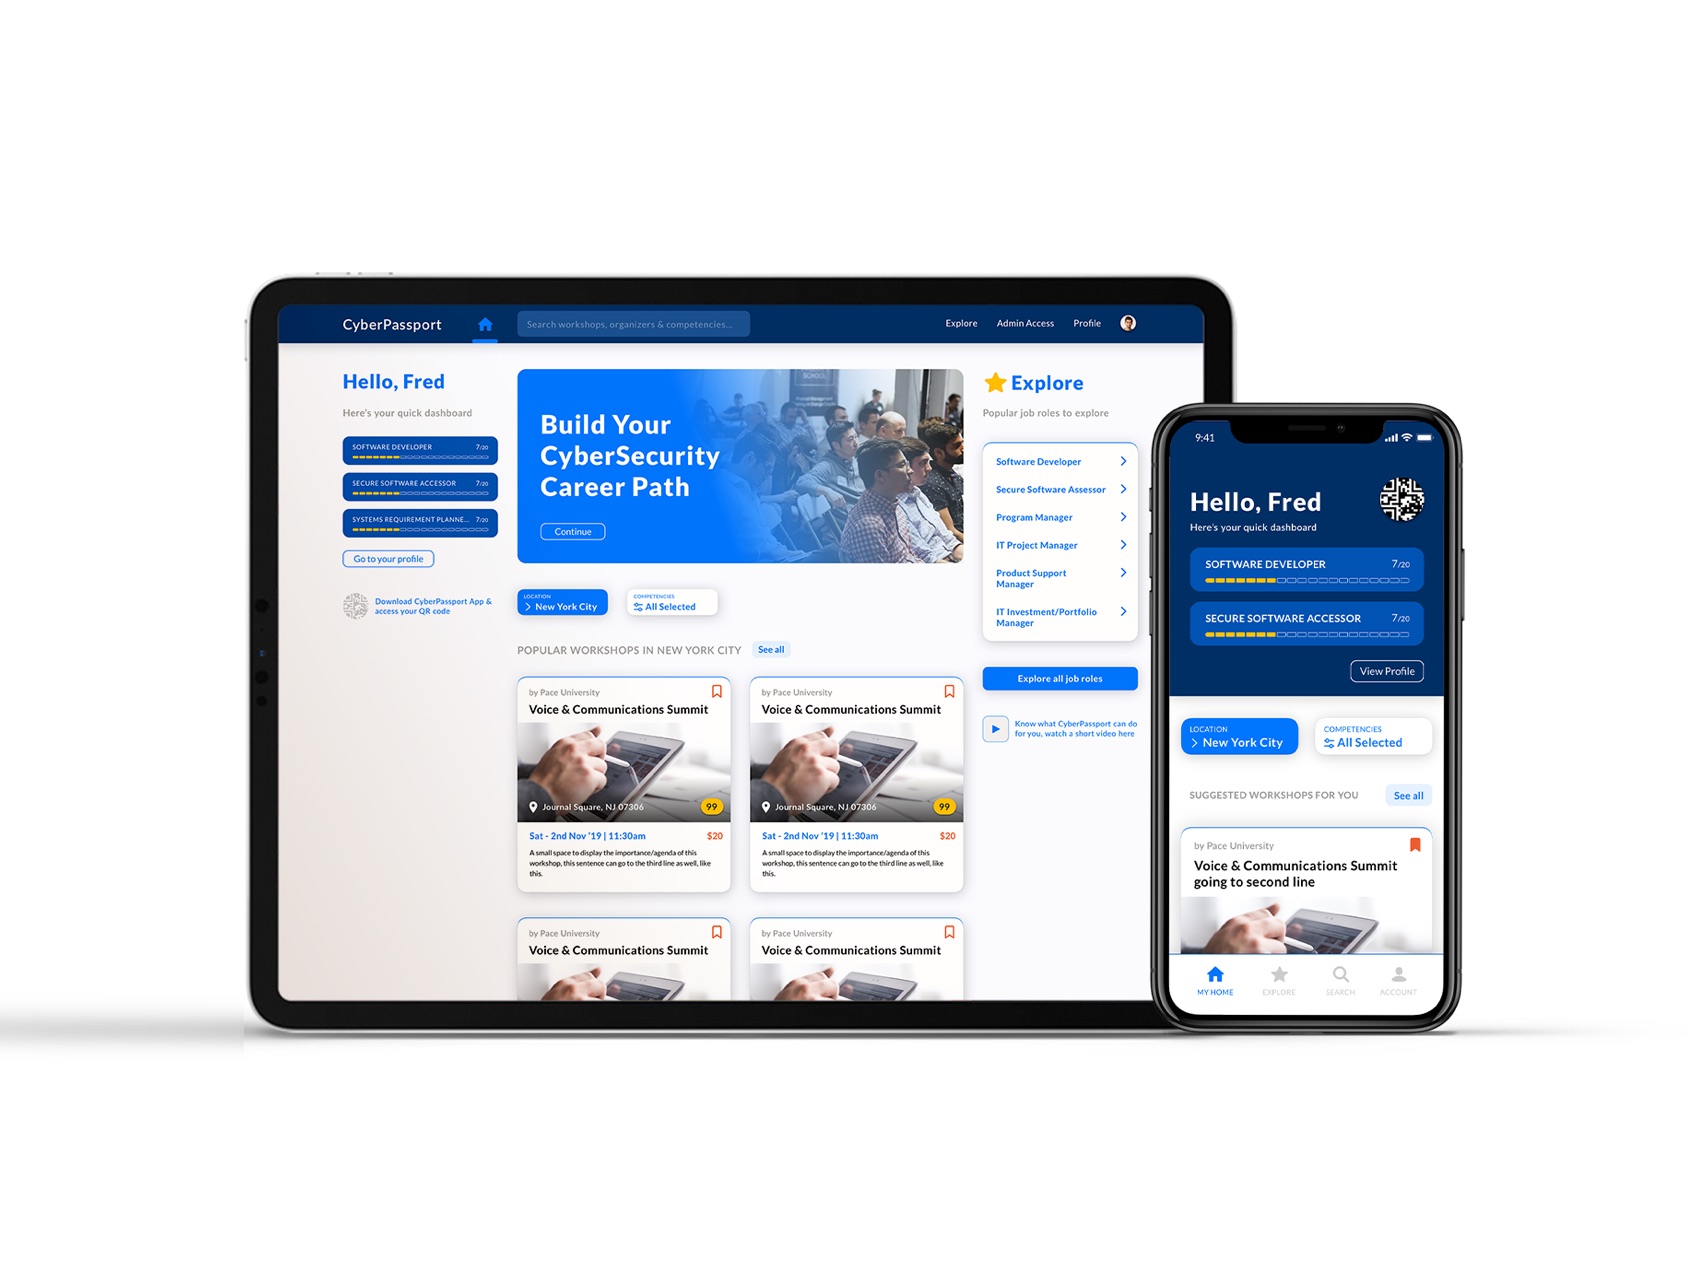 CyberPassport
Search workshops, organizers & competencies...
Explore
Admin Access
Profile
Hello, Fred
Here's your quick dashboard
SOFTWARE DEVELOPER 7/20
SECURE SOFTWARE ACCESSOR 7/20
SYSTEMS REQUIREMENT PLANNE... 7/20
Go to your profile
Download CyberPassport App &
access your QR code
SCHOOL
Build Your
CyberSecurity
Career Path
Continue
LOCATION
New York City
COMPETENCIES
All Selected
POPULAR WORKSHOPS IN NEW YORK CITY
See all
by Pace University
Voice & Communications Summit
Journal Square, NJ 07306
99
Sat - 2nd Nov '19 | 11:30am
$20
A small space to display the importance/agenda of this
workshop, this sentence can go to the third line as well, like
this.
by Pace University
Voice & Communications Summit
Journal Square, NJ 07306
99
Sat - 2nd Nov '19 | 11:30am
$20
A small space to display the importance/agenda of this
workshop, this sentence can go to the third line as well, like
this.
by Pace University
Voice & Communications Summit
by Pace University
Voice & Communications Summit
Explore
Popular job roles to explore
Software Developer
Secure Software Assessor
Program Manager
IT Project Manager
Product Support
Manager
IT Investment/Portfolio
Manager
Explore all job roles
Know what CyberPassport can do
for you, watch a short video here
9:41
Hello, Fred
Here's your quick dashboard
SOFTWARE DEVELOPER 7/20
SECURE SOFTWARE ACCESSOR 7/20
View Profile
LOCATION
New York City
COMPETENCIES
All Selected
SUGGESTED WORKSHOPS FOR YOU
See all
by Pace University
Voice & Communications Summit
going to second line
MY HOME
EXPLORE
SEARCH
ACCOUNT